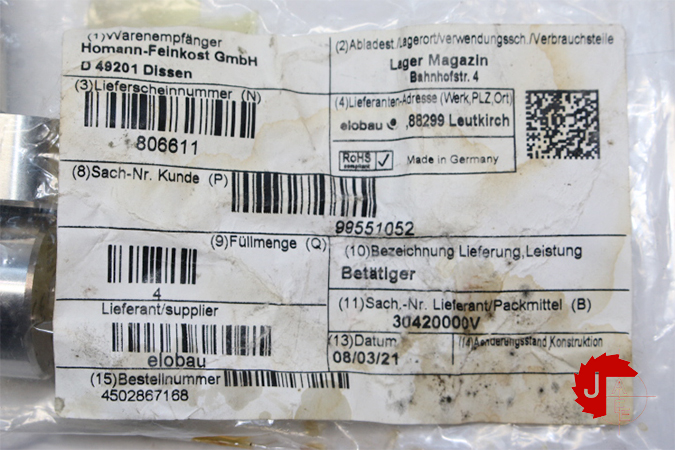 (1)Warenempfänger
Homann-Feinkost GmbH
D 49201 Dissen
(2)Abladest./Lagerort/Verwendungssch./Verbrauchstelle
Lager Magazin
Bahnhofstr. 4
(3)Lieferscheinnummer (N)
806611
(4)Lieferanten-Adresse (Werk,PLZ,Ort)
elobau ,88299 Leutkirch
RoHS
compliant
Made in Germany
(8)Sach-Nr. Kunde (P)
99551052
(9)Füllmenge (Q)
4
(10)Bezeichnung Lieferung,Leistung
Betätiger
Lieferant/supplier
elobau
(11)Sach.-Nr. Lieferant/Packmittel (B)
30420000V
(13)Datum
08/03/21
(14)Aenderungsstand Konstruktion
(15)Bestellnummer
4502867168
J